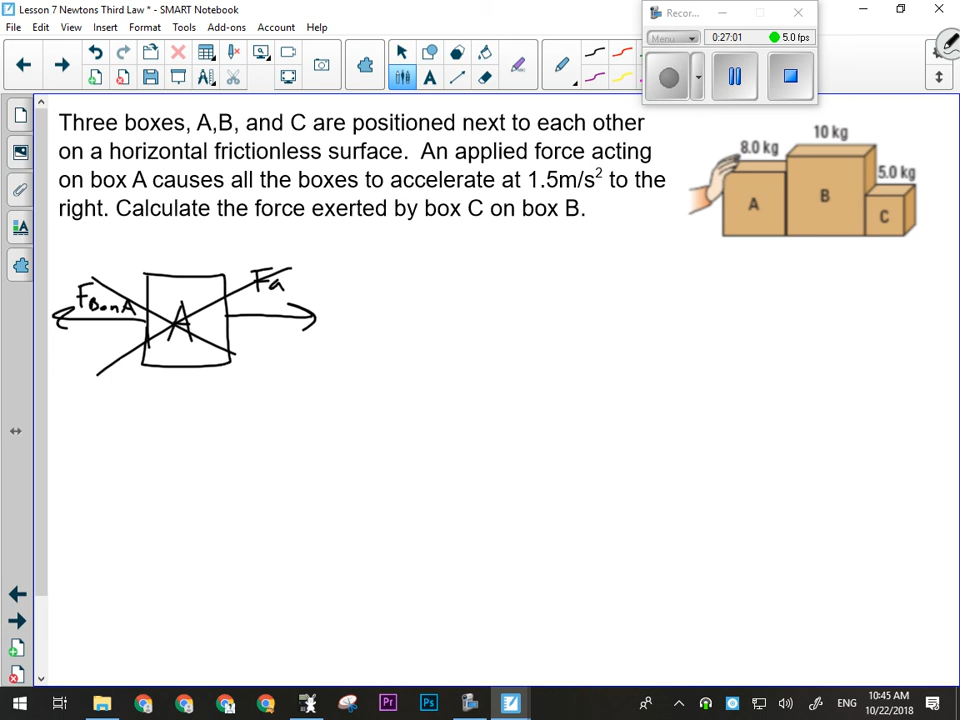 Lesson 7 Newtons Third Law * - SMART Notebook
Recor...
File Edit View Insert Format Tools Add-ons Account Help
Menu
0:27:01
5.0 fps
Three boxes, A,B, and C are positioned next to each other
on a horizontal frictionless surface. An applied force acting
on box A causes all the boxes to accelerate at 1.5m/s² to the
right. Calculate the force exerted by box C on box B.
10 kg
8.0 kg
5.0 kg
A
B
C
FBonA
A
Fa
Pr
Ps
ENG
10:45 AM
10/22/2018